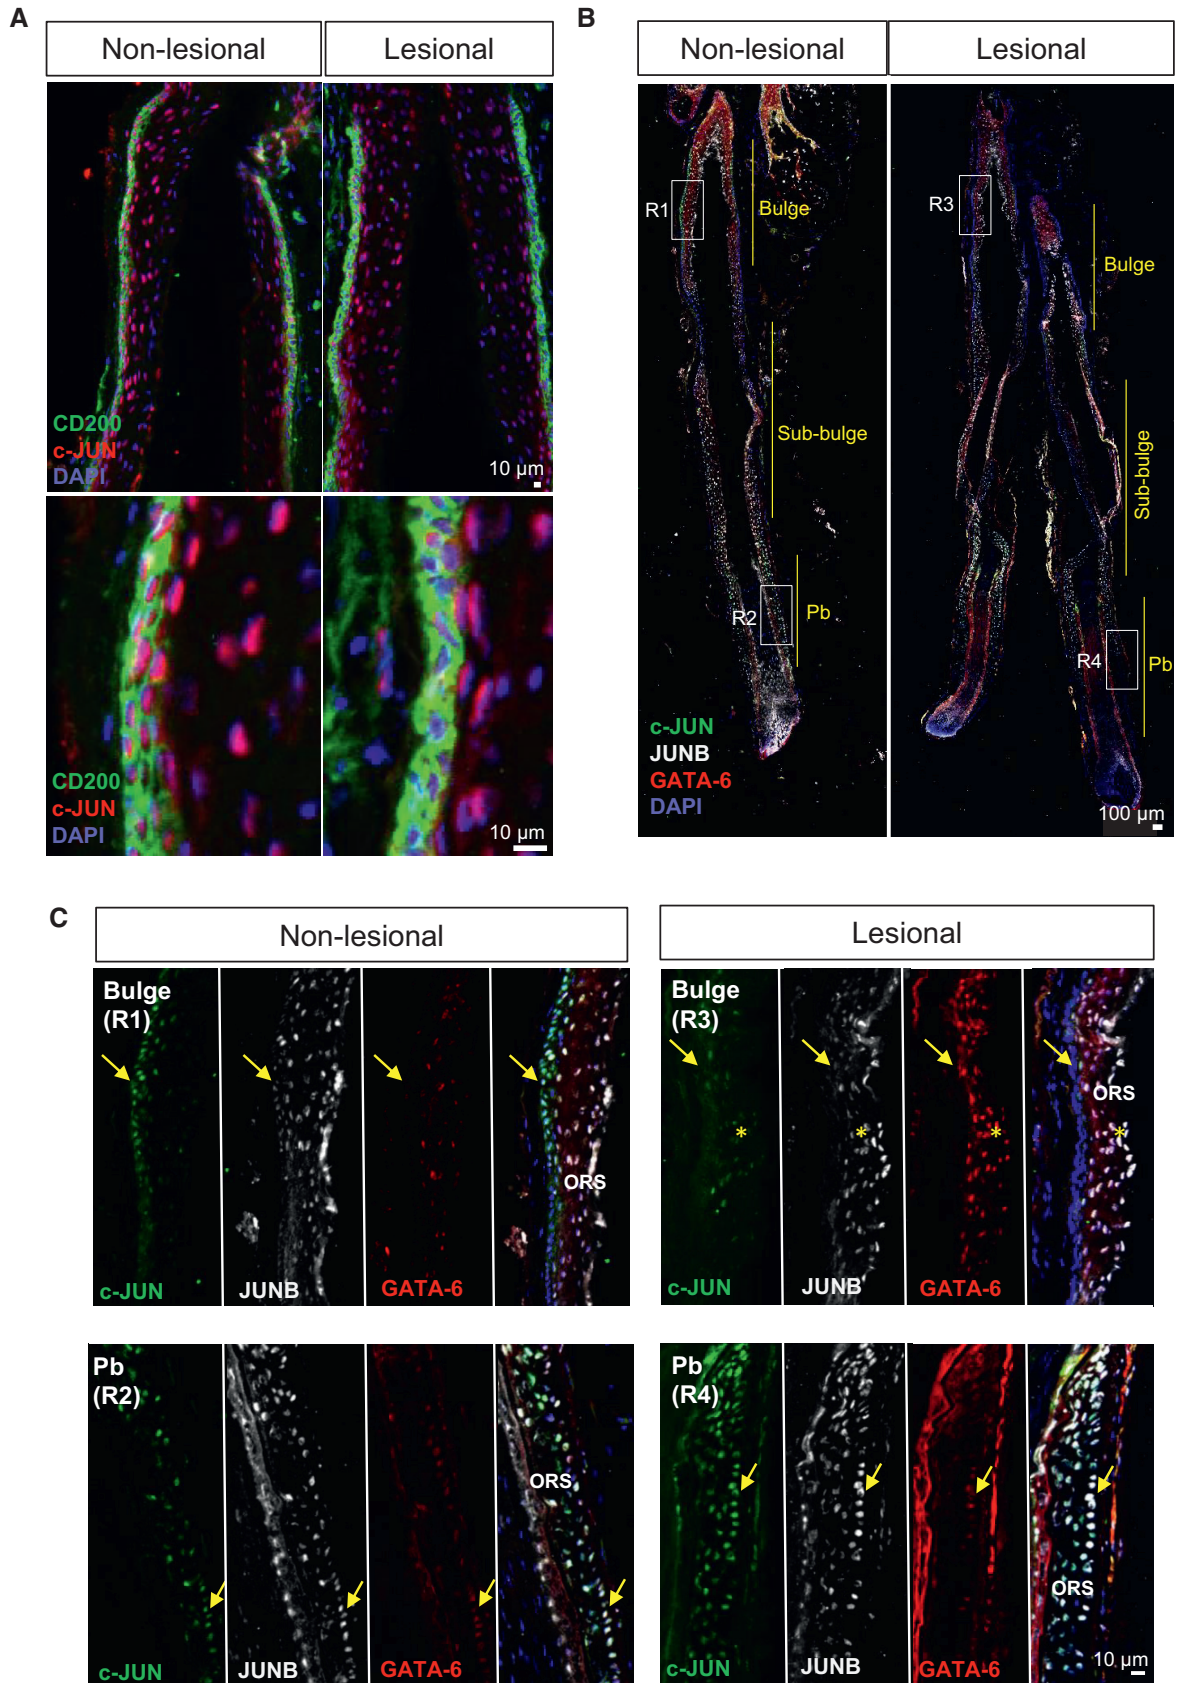 A
Non-lesional
Lesional
CD200
c-JUN
DAPI
10 µm
CD200
c-JUN
DAPI
10 µm
B
Non-lesional
Lesional
R1
Bulge
Sub-bulge
R2
Pb
c-JUN
JUNB
GATA-6
DAPI
R3
Bulge
Sub-bulge
R4
Pb
100 µm
C
Non-lesional
Lesional
Bulge
(R1)
ORS
c-JUN
JUNB
GATA-6
Bulge
(R3)
ORS
*
*
*
*
c-JUN
JUNB
GATA-6
Pb
(R2)
ORS
c-JUN
JUNB
GATA-6
Pb
(R4)
ORS
10 µm
c-JUN
JUNB
GATA-6